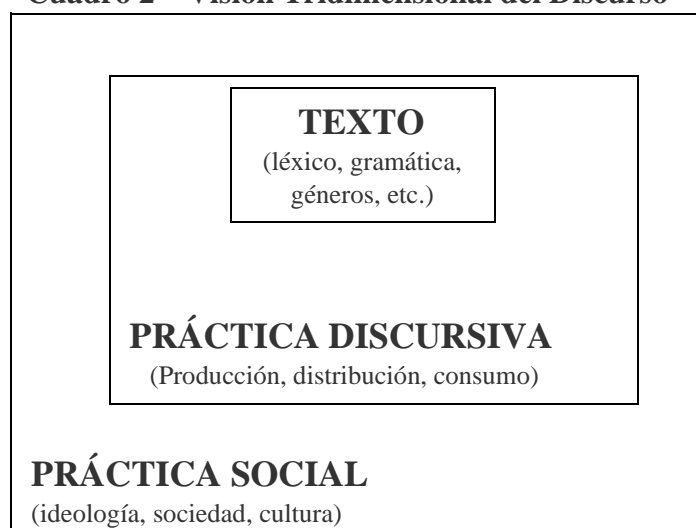 Cuadro 2 – Visión Tridimensional del Discurso
TEXTO
(léxico, gramática,
géneros, etc.)
PRÁCTICA DISCURSIVA
(Producción, distribución, consumo)
PRÁCTICA SOCIAL
(ideología, sociedad, cultura)